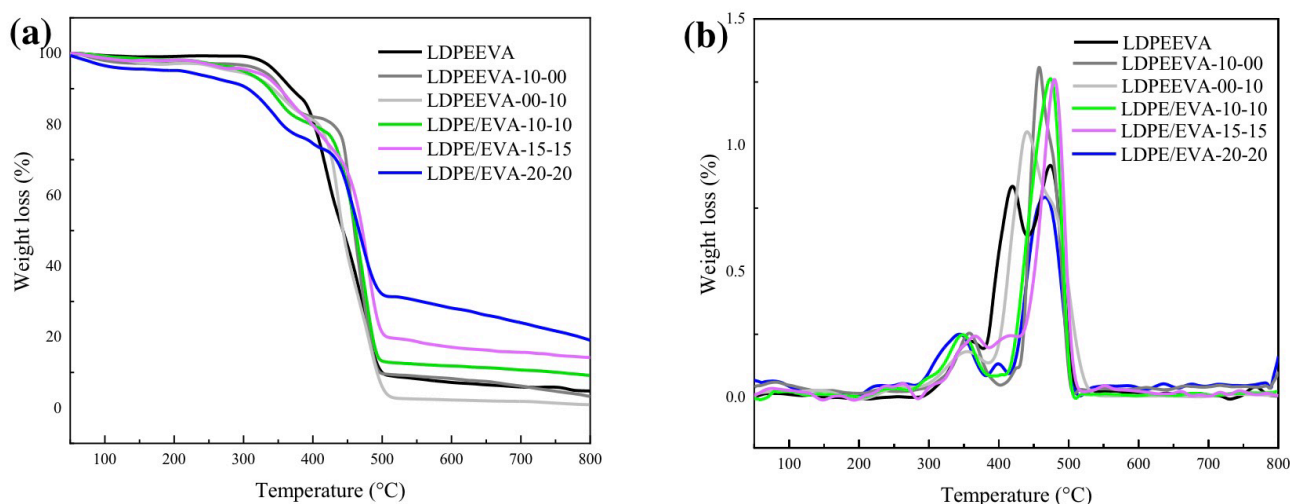 (a)
LDPEEVA
LDPEEVA-10-00
LDPEEVA-00-10
LDPE/EVA-10-10
LDPE/EVA-15-15
LDPE/EVA-20-20
Weight loss (%)
100
80
60
40
20
0
100 200 300 400 500 600 700 800
Temperature (°C)
(b)
LDPEEVA
LDPEEVA-10-00
LDPEEVA-00-10
LDPE/EVA-10-10
LDPE/EVA-15-15
LDPE/EVA-20-20
Weight loss (%)
1.5
1.0
0.5
0.0
100 200 300 400 500 600 700 800
Temperature (°C)